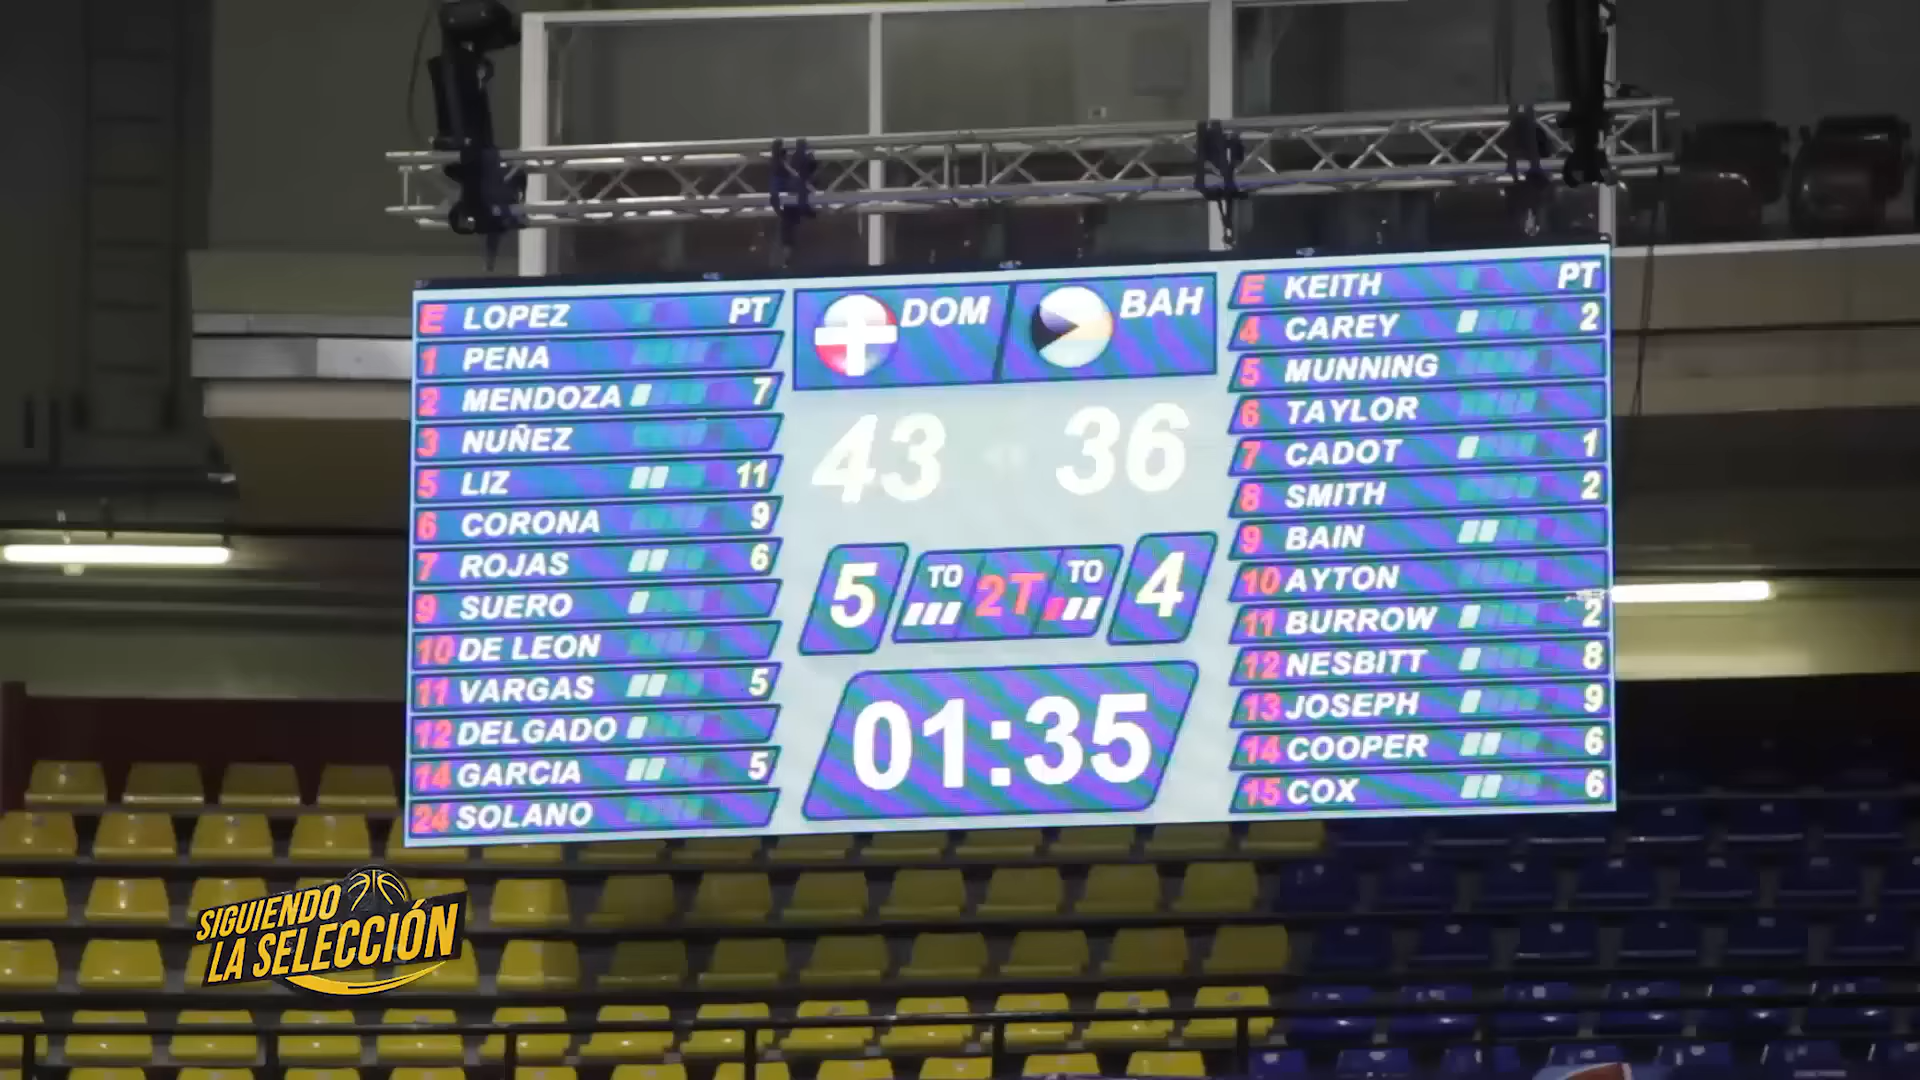 E LOPEZ PT
1 PENA
2 MENDOZA 7
3 NUÑEZ
5 LIZ 11
6 CORONA 9
7 ROJAS 6
9 SUERO
10 DE LEON
11 VARGAS 5
12 DELGADO
14 GARCIA 5
24 SOLANO
DOM BAH
43 36
5 TO 2T TO 4
01:35
E KEITH PT
4 CAREY 2
5 MUNNING
6 TAYLOR
7 CADOT 1
8 SMITH 2
9 BAIN
10 AYTON
11 BURROW 2
12 NESBITT 8
13 JOSEPH 9
14 COOPER 6
15 COX 6
SIGUIENDO
LA SELECCIÓN